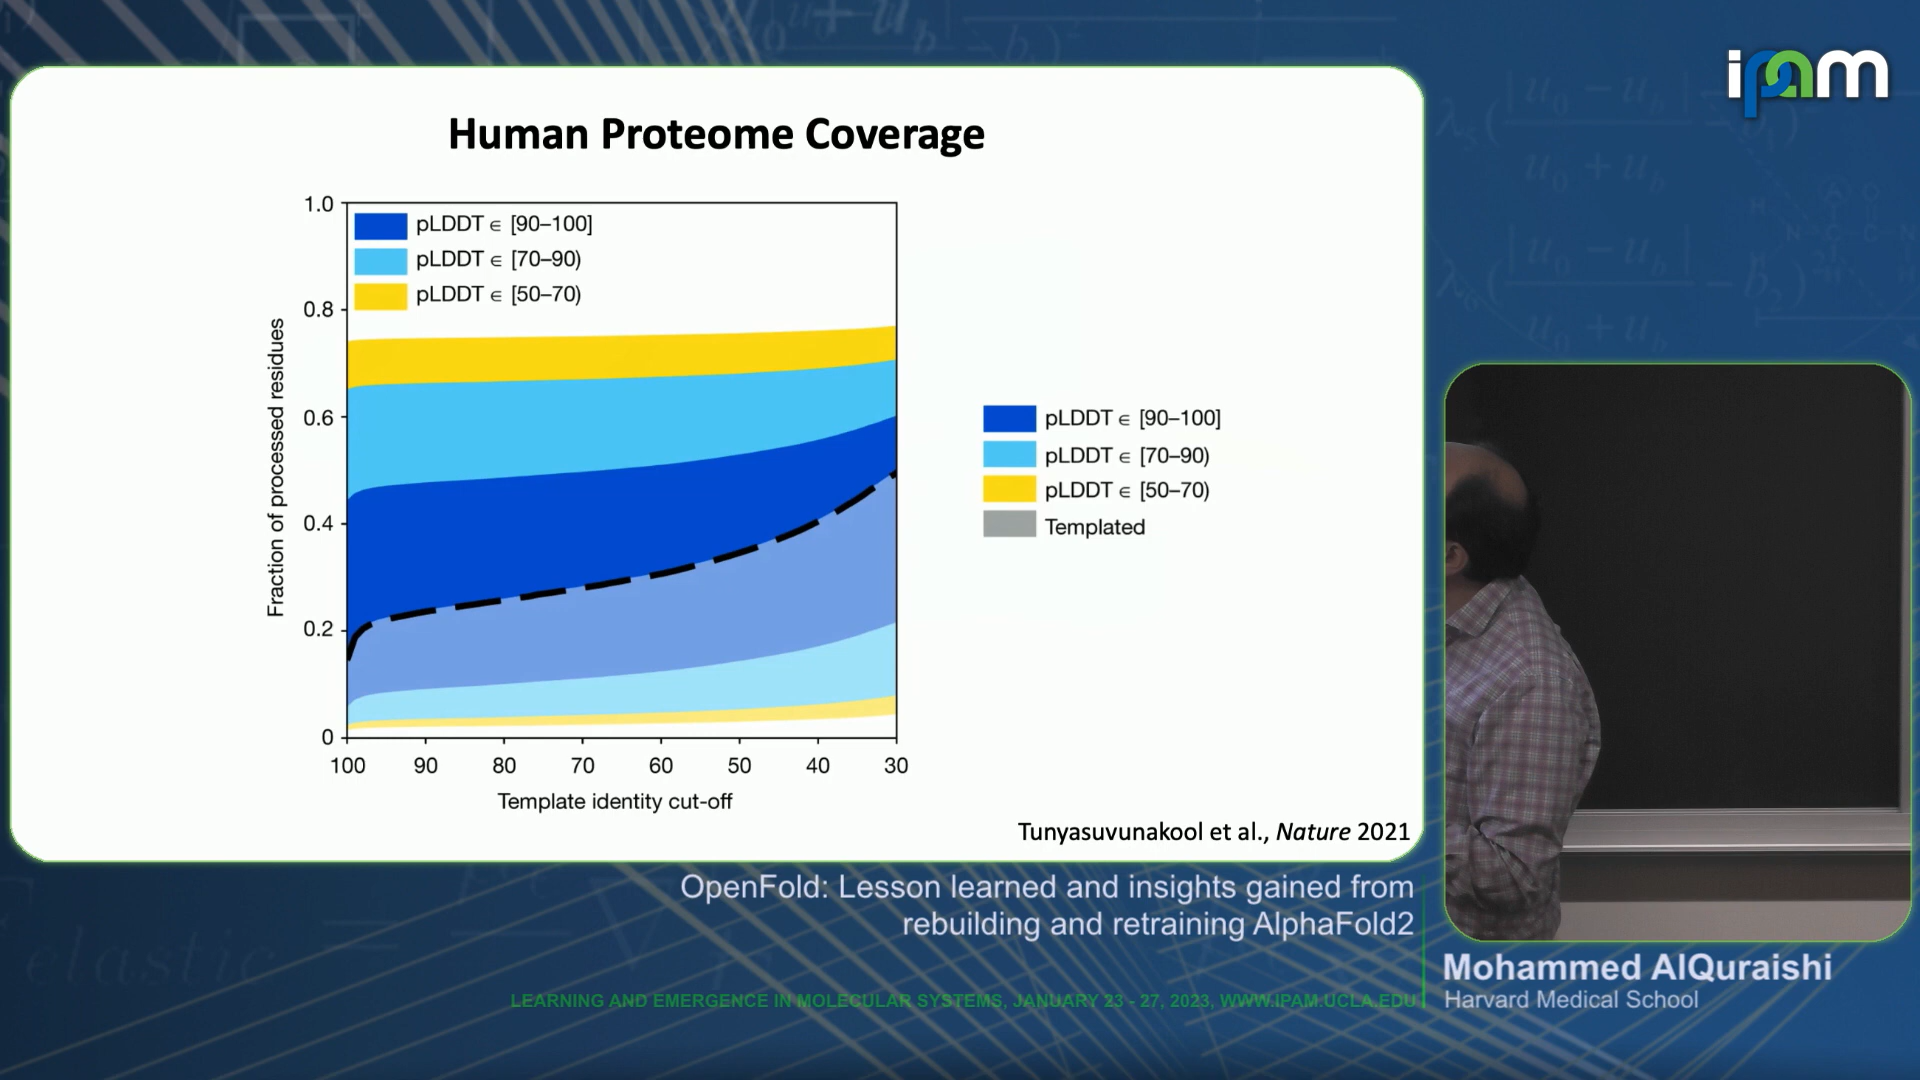 ipam
Human Proteome Coverage
1.0
0.8
0.6
0.4
0.2
0
Fraction of processed residues
pLDDT ∈ [90–100]
pLDDT ∈ [70–90)
pLDDT ∈ [50–70)
100 90 80 70 60 50 40 30
Template identity cut-off
pLDDT ∈ [90–100]
pLDDT ∈ [70–90)
pLDDT ∈ [50–70)
Templated
Tunyasuvunakool et al., Nature 2021
OpenFold: Lesson learned and insights gained from
rebuilding and retraining AlphaFold2
Mohammed AlQuraishi
Harvard Medical School
LEARNING AND EMERGENCE IN MOLECULAR SYSTEMS, JANUARY 23 - 27, 2023, WWW.IPAM.UCLA.EDU
elastic